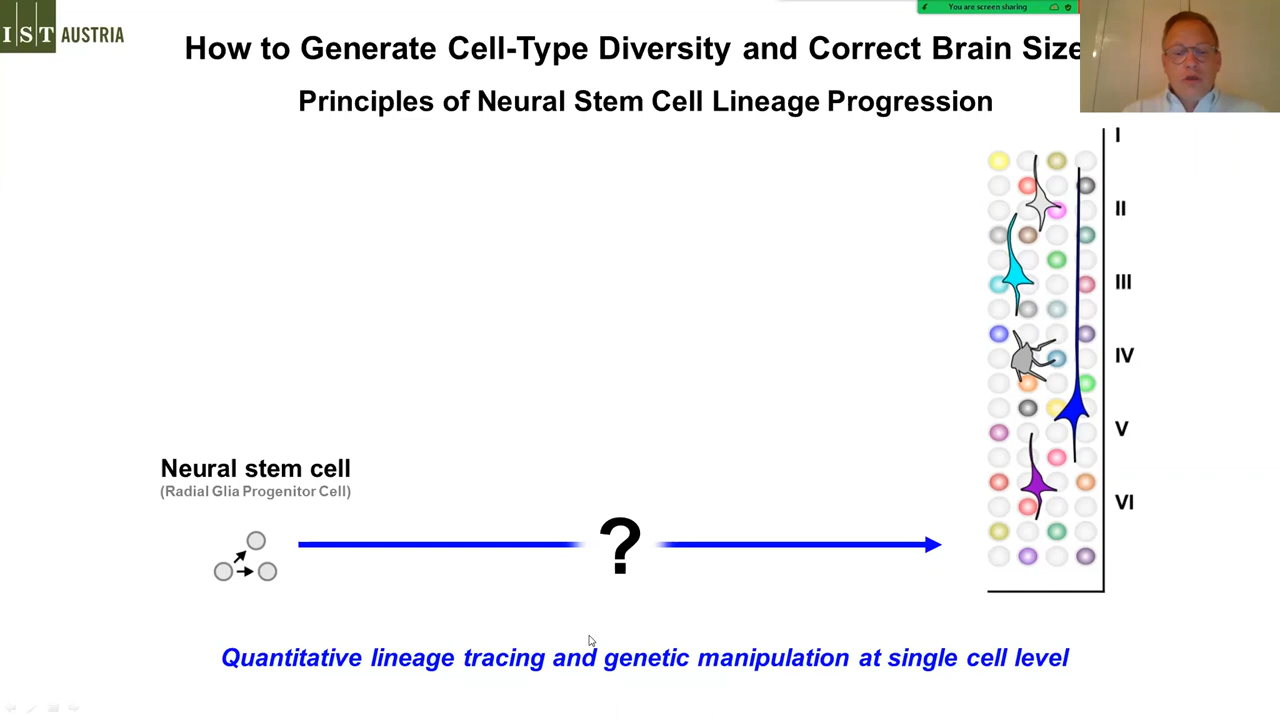 IST AUSTRIA
You are screen sharing
How to Generate Cell-Type Diversity and Correct Brain Size
Principles of Neural Stem Cell Lineage Progression
I
II
III
IV
V
VI
Neural stem cell
(Radial Glia Progenitor Cell)
?
Quantitative lineage tracing and genetic manipulation at single cell level